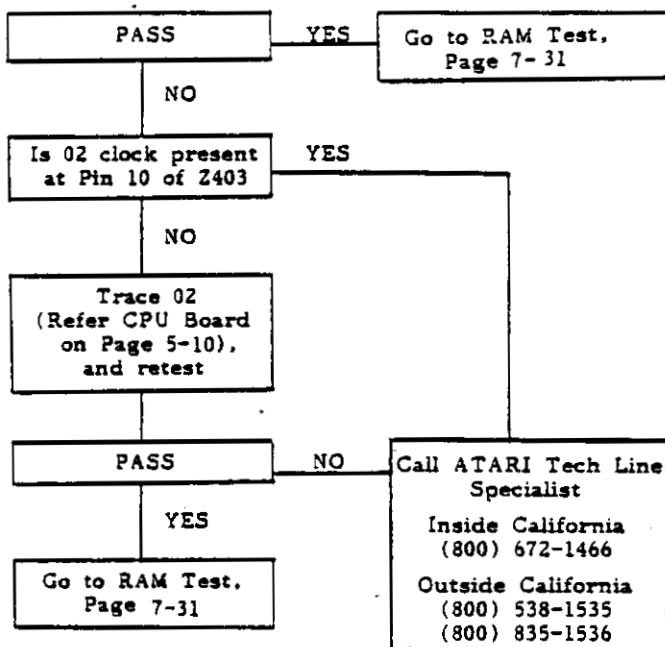 PASS
YES
Go to RAM Test,
Page 7-31
NO
Is 02 clock present
at Pin 10 of Z403
YES
NO
Trace 02
(Refer CPU Board
on Page 5-10),
and retest
PASS
NO
Call ATARI Tech Line
Specialist
Inside California
(800) 672-1466
Outside California
(800) 538-1535
(800) 835-1536
YES
Go to RAM Test,
Page 7-31